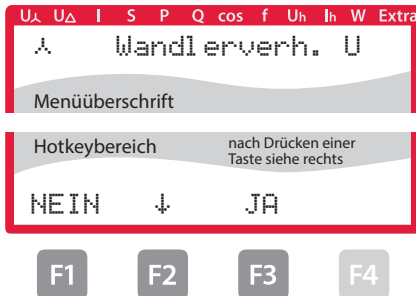 U⅄ U△ I S P Q cos f Uh Ih W Extra
⅄ Wandlerverh. U
Menüüberschrift
Hotkeybereich
nach Drücken einer
Taste siehe rechts
NEIN ↓ JA
F1 F2 F3 F4